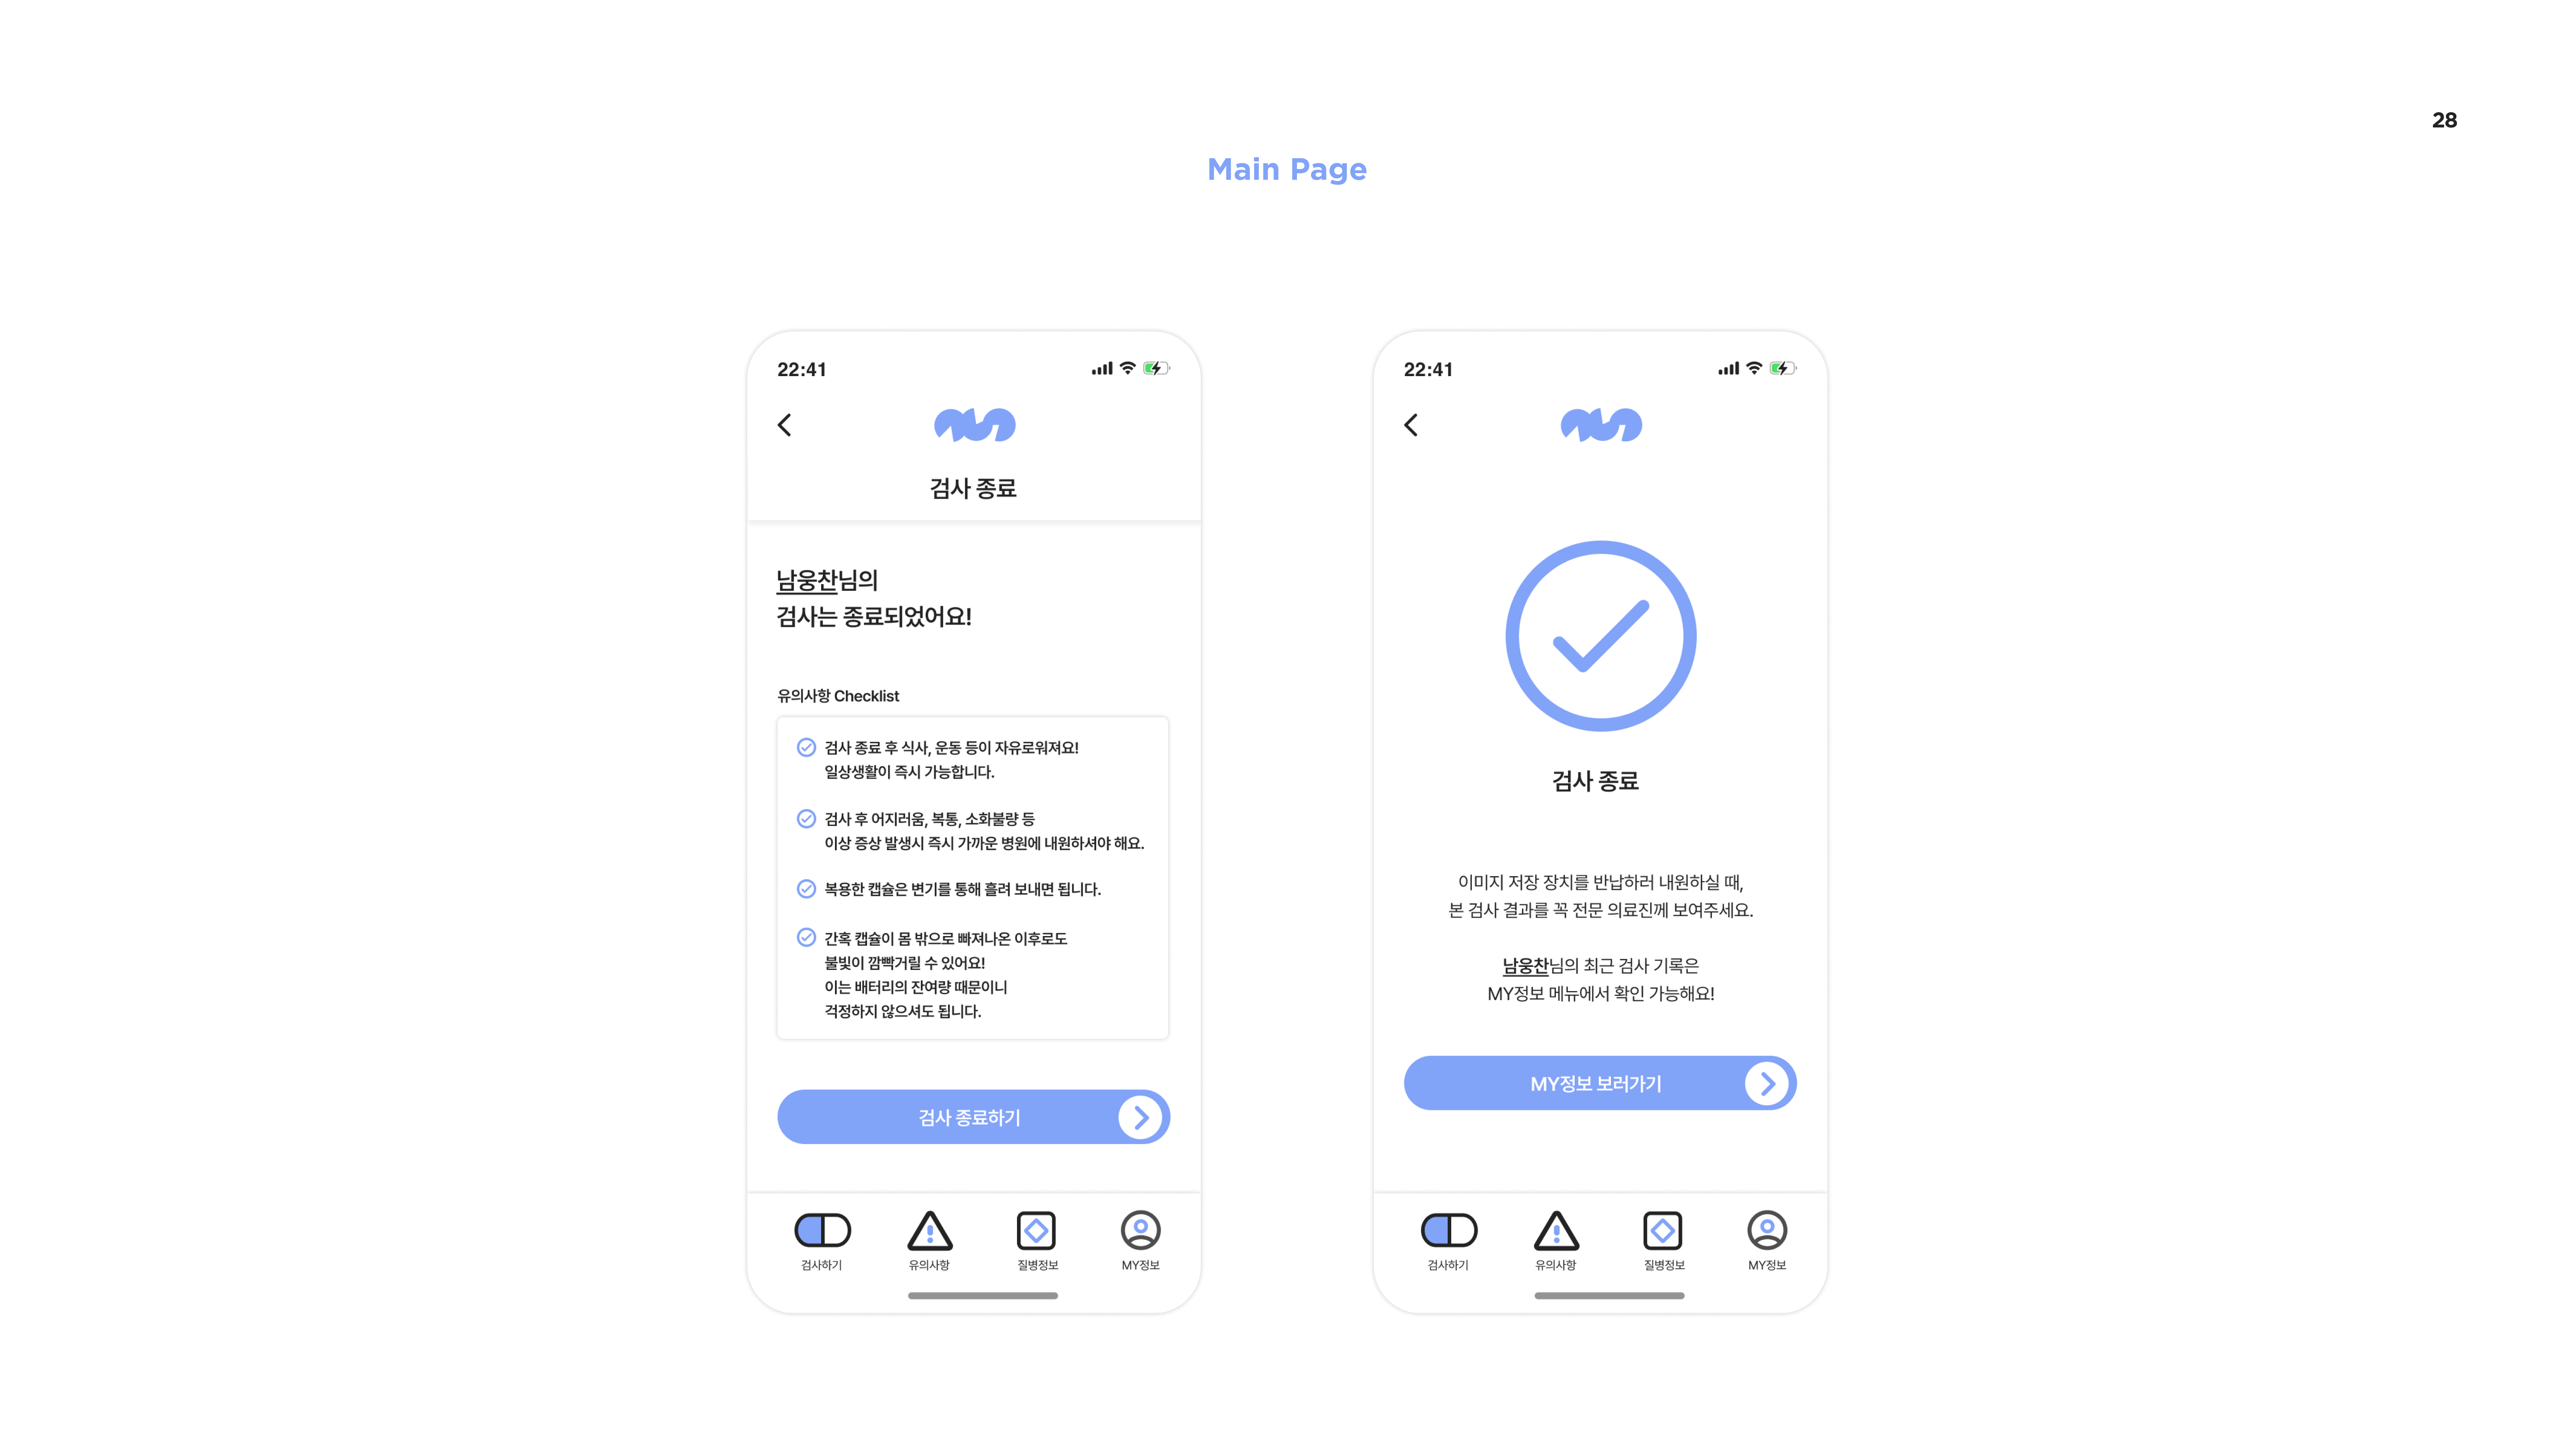 28
Main Page
22:41
검사 종료
남웅찬님의
검사는 종료되었어요!
유의사항 Checklist
검사 종료 후 식사, 운동 등이 자유로워져요!
일상생활이 즉시 가능합니다.
검사 후 어지러움, 복통, 소화불량 등
이상 증상 발생시 즉시 가까운 병원에 내원하셔야 해요.
복용한 캡슐은 변기를 통해 흘려 보내면 됩니다.
간혹 캡슐이 몸 밖으로 빠져나온 이후로도
불빛이 깜빡거릴 수 있어요!
이는 배터리의 잔여량 때문이니
걱정하지 않으셔도 됩니다.
검사 종료하기
검사하기
유의사항
질병정보
MY정보
22:41
검사 종료
이미지 저장 장치를 반납하러 내원하실 때,
본 검사 결과를 꼭 전문 의료진께 보여주세요.
남웅찬님의 최근 검사 기록은
MY정보 메뉴에서 확인 가능해요!
MY정보 보러가기
검사하기
유의사항
질병정보
MY정보